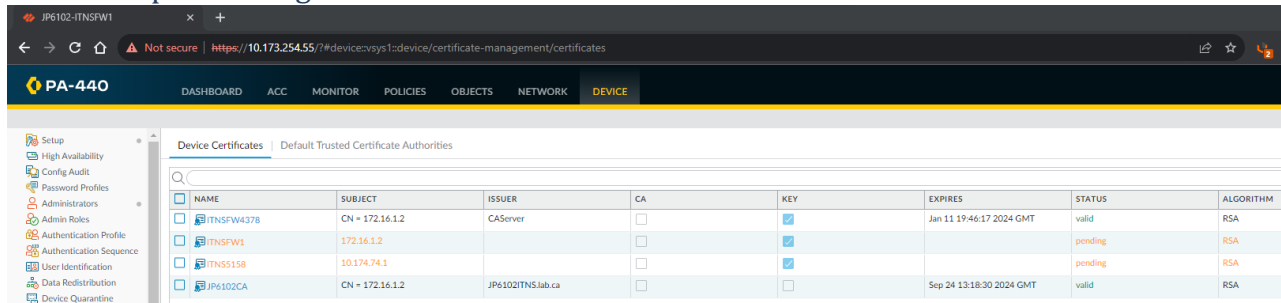 JP6102-ITNSFW1
Not secure | https://10.173.254.55/?#device::vsys1::device/certificate-management/certificates
2
PA-440
DASHBOARD ACC MONITOR POLICIES OBJECTS NETWORK DEVICE
Setup
High Availability
Config Audit
Password Profiles
Administrators
Admin Roles
Authentication Profile
Authentication Sequence
User Identification
Data Redistribution
Device Quarantine
Device Certificates | Default Trusted Certificate Authorities
NAME SUBJECT ISSUER CA KEY EXPIRES STATUS ALGORITHM
ITNSFW4378 CN = 172.16.1.2 CAServer Jan 11 19:46:17 2024 GMT valid RSA
ITNSFW1 172.16.1.2 pending RSA
ITNS5158 10.174.74.1 pending RSA
JP6102CA CN = 172.16.1.2 JP6102ITNS.lab.ca Sep 24 13:18:30 2024 GMT valid RSA